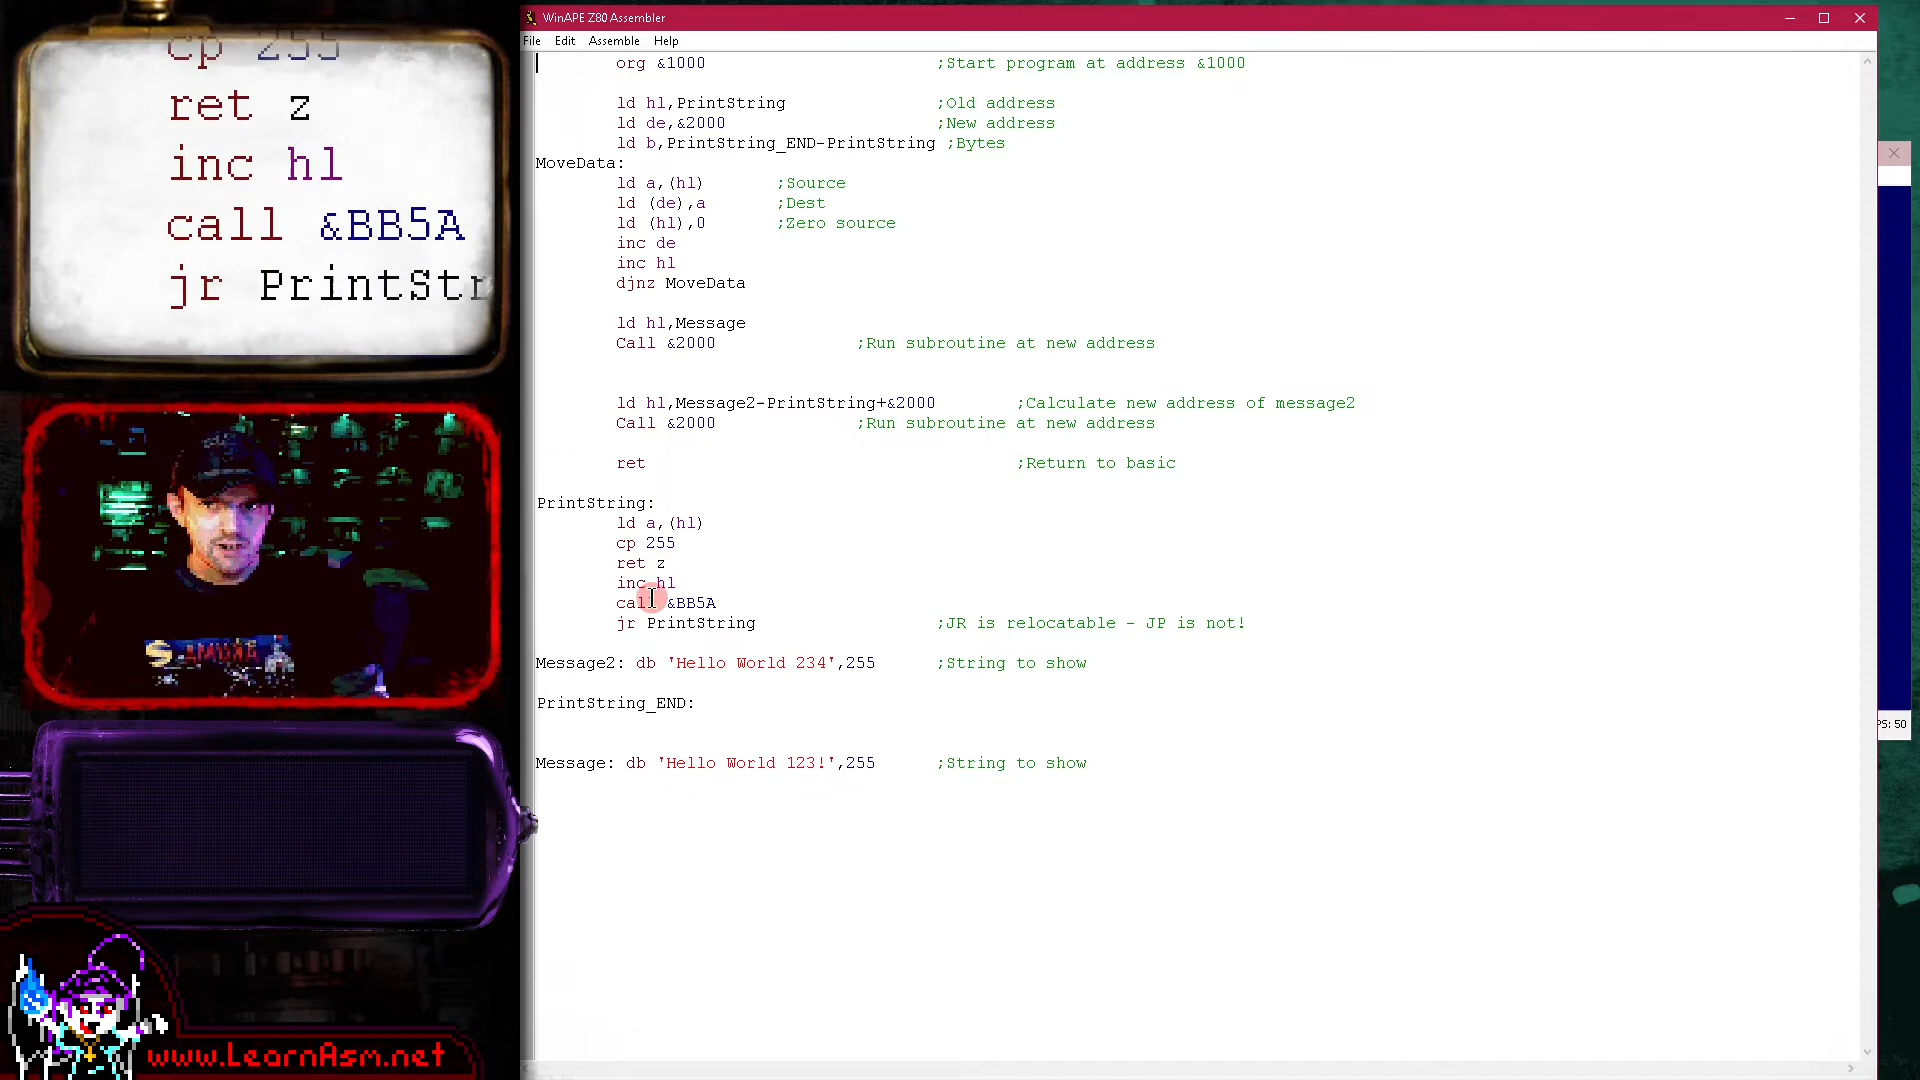 cp 255
ret z
inc hl
call &BB5A
jr PrintStr
WinAPE Z80 Assembler
File Edit Assemble Help
org &1000 ;Start program at address &1000
ld hl,PrintString ;Old address
ld de,&2000 ;New address
ld b,PrintString_END-PrintString ;Bytes
MoveData:
ld a,(hl) ;Source
ld (de),a ;Dest
ld (hl),0 ;Zero source
inc de
inc hl
djnz MoveData
ld hl,Message
Call &2000 ;Run subroutine at new address
ld hl,Message2-PrintString+&2000 ;Calculate new address of message2
Call &2000 ;Run subroutine at new address
ret ;Return to basic
PrintString:
ld a,(hl)
cp 255
ret z
inc hl
call &BB5A
jr PrintString ;JR is relocatable - JP is not!
Message2: db 'Hello World 234',255 ;String to show
PrintString_END:
Message: db 'Hello World 123!',255 ;String to show
PS: 50
www.LearnAsm.net